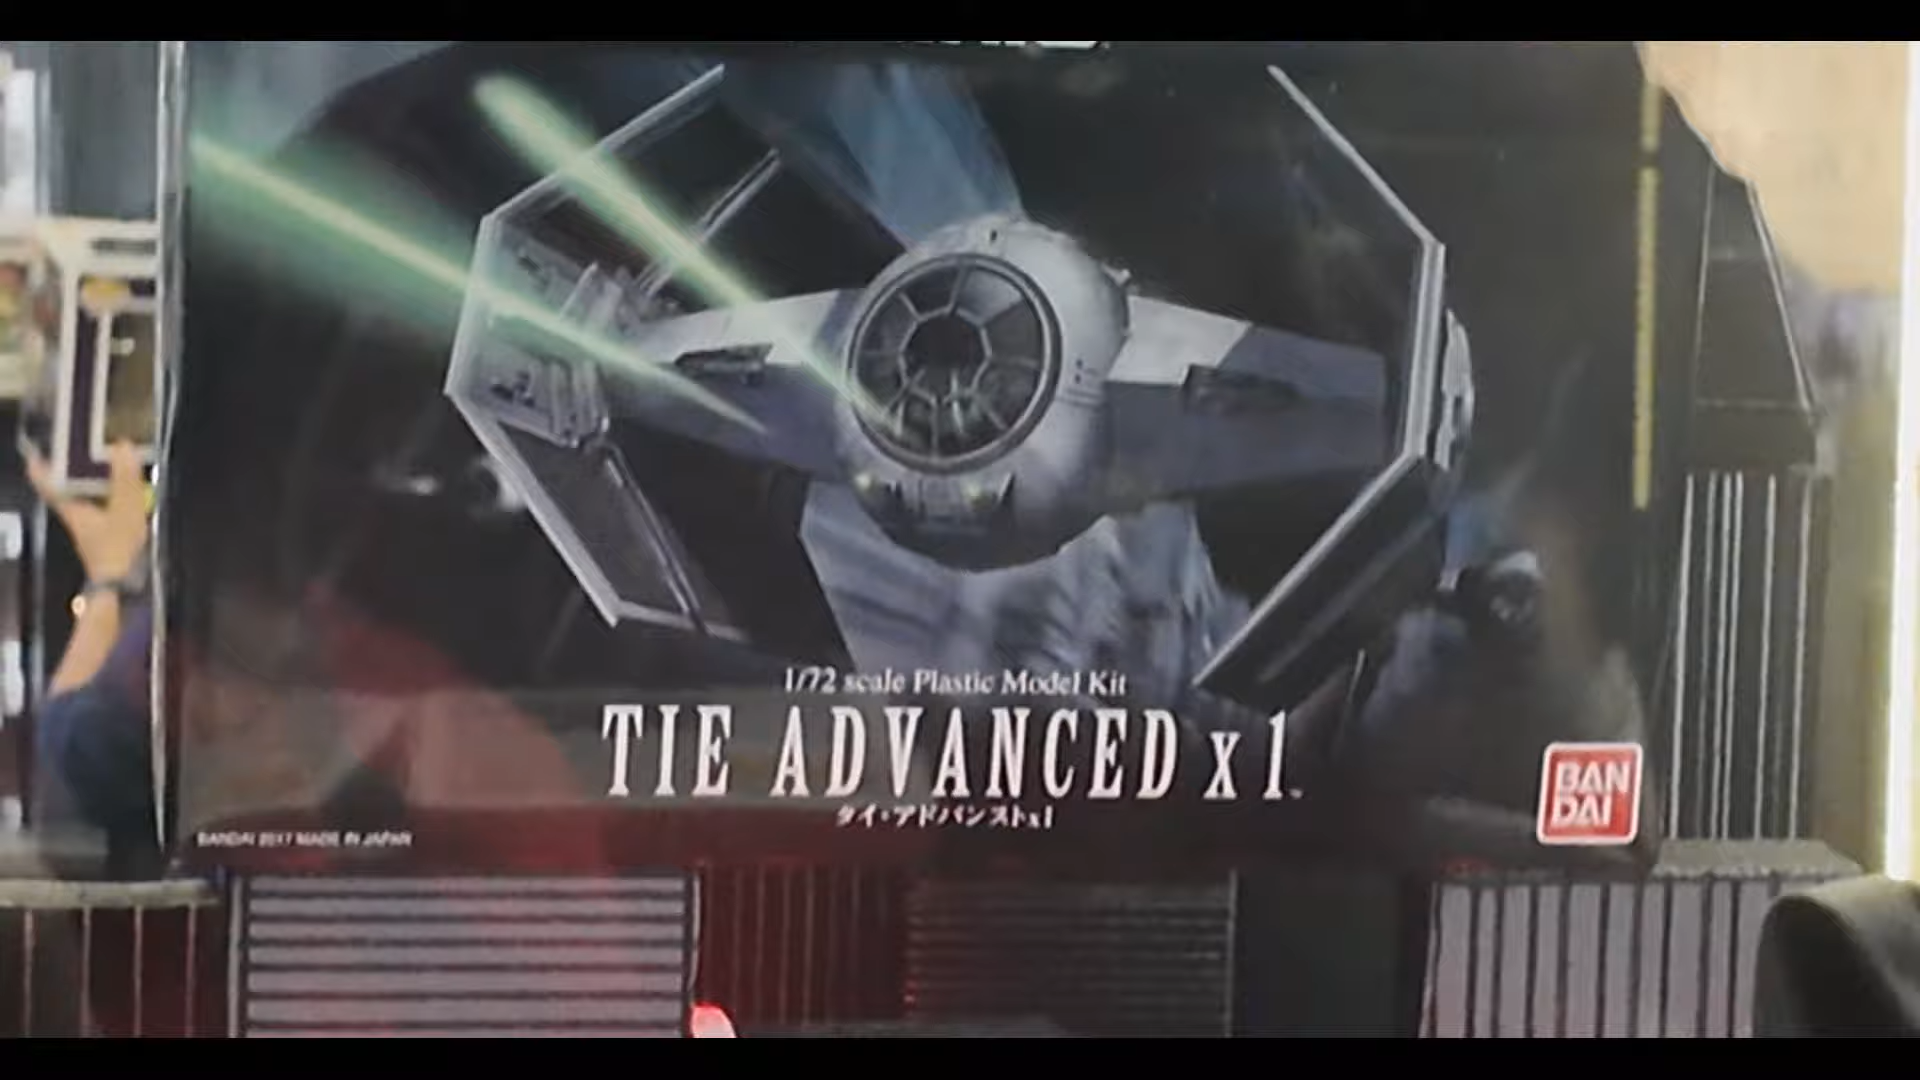 1/72 scale Plastic Model Kit
TIE ADVANCED x1
タイ・アドバンストx1
BANDAI 2017 MADE IN JAPAN
BAN
DAI